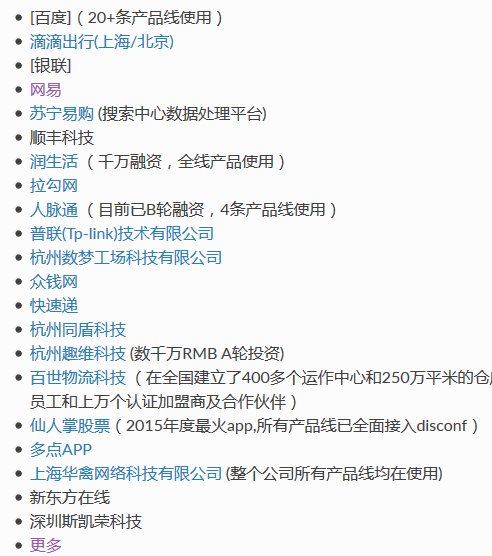 [百度]（20+条产品线使用）
滴滴出行(上海/北京)
[银联]
网易
苏宁易购 (搜索中心数据处理平台)
顺丰科技
润生活 （千万融资，全线产品使用）
拉勾网
人脉通 （目前已B轮融资，4条产品线使用）
普联(Tp-link)技术有限公司
杭州数梦工场科技有限公司
众钱网
快速递
杭州同盾科技
杭州趣维科技 (数千万RMB A轮投资)
百世物流科技 （在全国建立了400多个运作中心和250万平米的仓
员工和上万个认证加盟商及合作伙伴）
仙人掌股票（2015年度最火app,所有产品线已全面接入disconf）
多点APP
上海华禽网络科技有限公司 (整个公司所有产品线均在使用)
新东方在线
深圳斯凯荣科技
更多